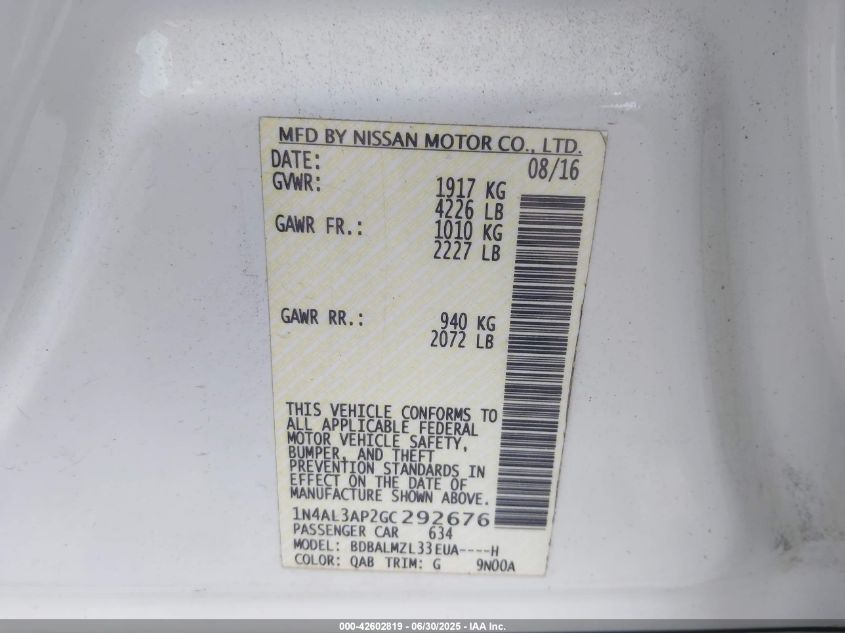 MFD BY NISSAN MOTOR CO., LTD.
DATE: 08/16
GVWR: 1917 KG
4226 LB
GAWR FR.: 1010 KG
2227 LB
GAWR RR.: 940 KG
2072 LB
THIS VEHICLE CONFORMS TO
ALL APPLICABLE FEDERAL
MOTOR VEHICLE SAFETY,
BUMPER, AND THEFT
PREVENTION STANDARDS IN
EFFECT ON THE DATE OF
MANUFACTURE SHOWN ABOVE.
1N4AL3AP2GC292676
PASSENGER CAR 634
MODEL: BDBALMZL33EUA----H
COLOR: QAB TRIM: G 9N00A
000-42602819 - 06/30/2025 - IAA Inc.